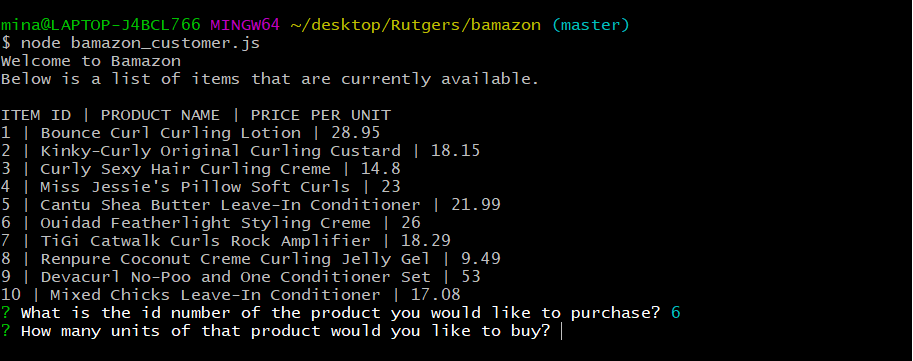 mina@LAPTOP-J4BCL766 MINGW64 ~/desktop/Rutgers/bamazon (master)
$ node bamazon_customer.js
Welcome to Bamazon
Below is a list of items that are currently available.
ITEM ID | PRODUCT NAME | PRICE PER UNIT
1 | Bounce Curl Curling Lotion | 28.95
2 | Kinky-Curly Original Curling Custard | 18.15
3 | Curly Sexy Hair Curling Creme | 14.8
4 | Miss Jessie's Pillow Soft Curls | 23
5 | Cantu Shea Butter Leave-In Conditioner | 21.99
6 | Ouidad Featherlight Styling Creme | 26
7 | TiGi Catwalk Curls Rock Amplifier | 18.29
8 | Renpure Coconut Creme Curling Jelly Gel | 9.49
9 | Devacurl No-Poo and One Conditioner Set | 53
10 | Mixed Chicks Leave-In Conditioner | 17.08
? What is the id number of the product you would like to purchase? 6
? How many units of that product would you like to buy?